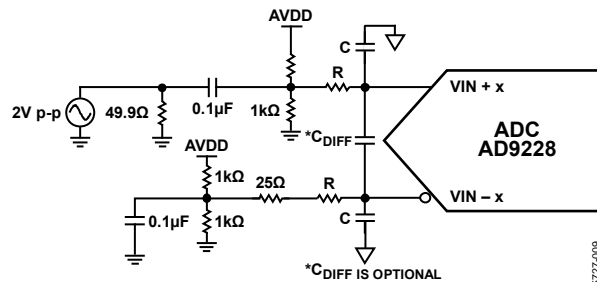 AVDD
C
R
2V p-p
49.9Ω
0.1µF
1kΩ
*CDIFF
VIN + x
ADC
AD9228
AVDD
1kΩ
25Ω
R
VIN – x
0.1µF
1kΩ
C
*CDIFF IS OPTIONAL